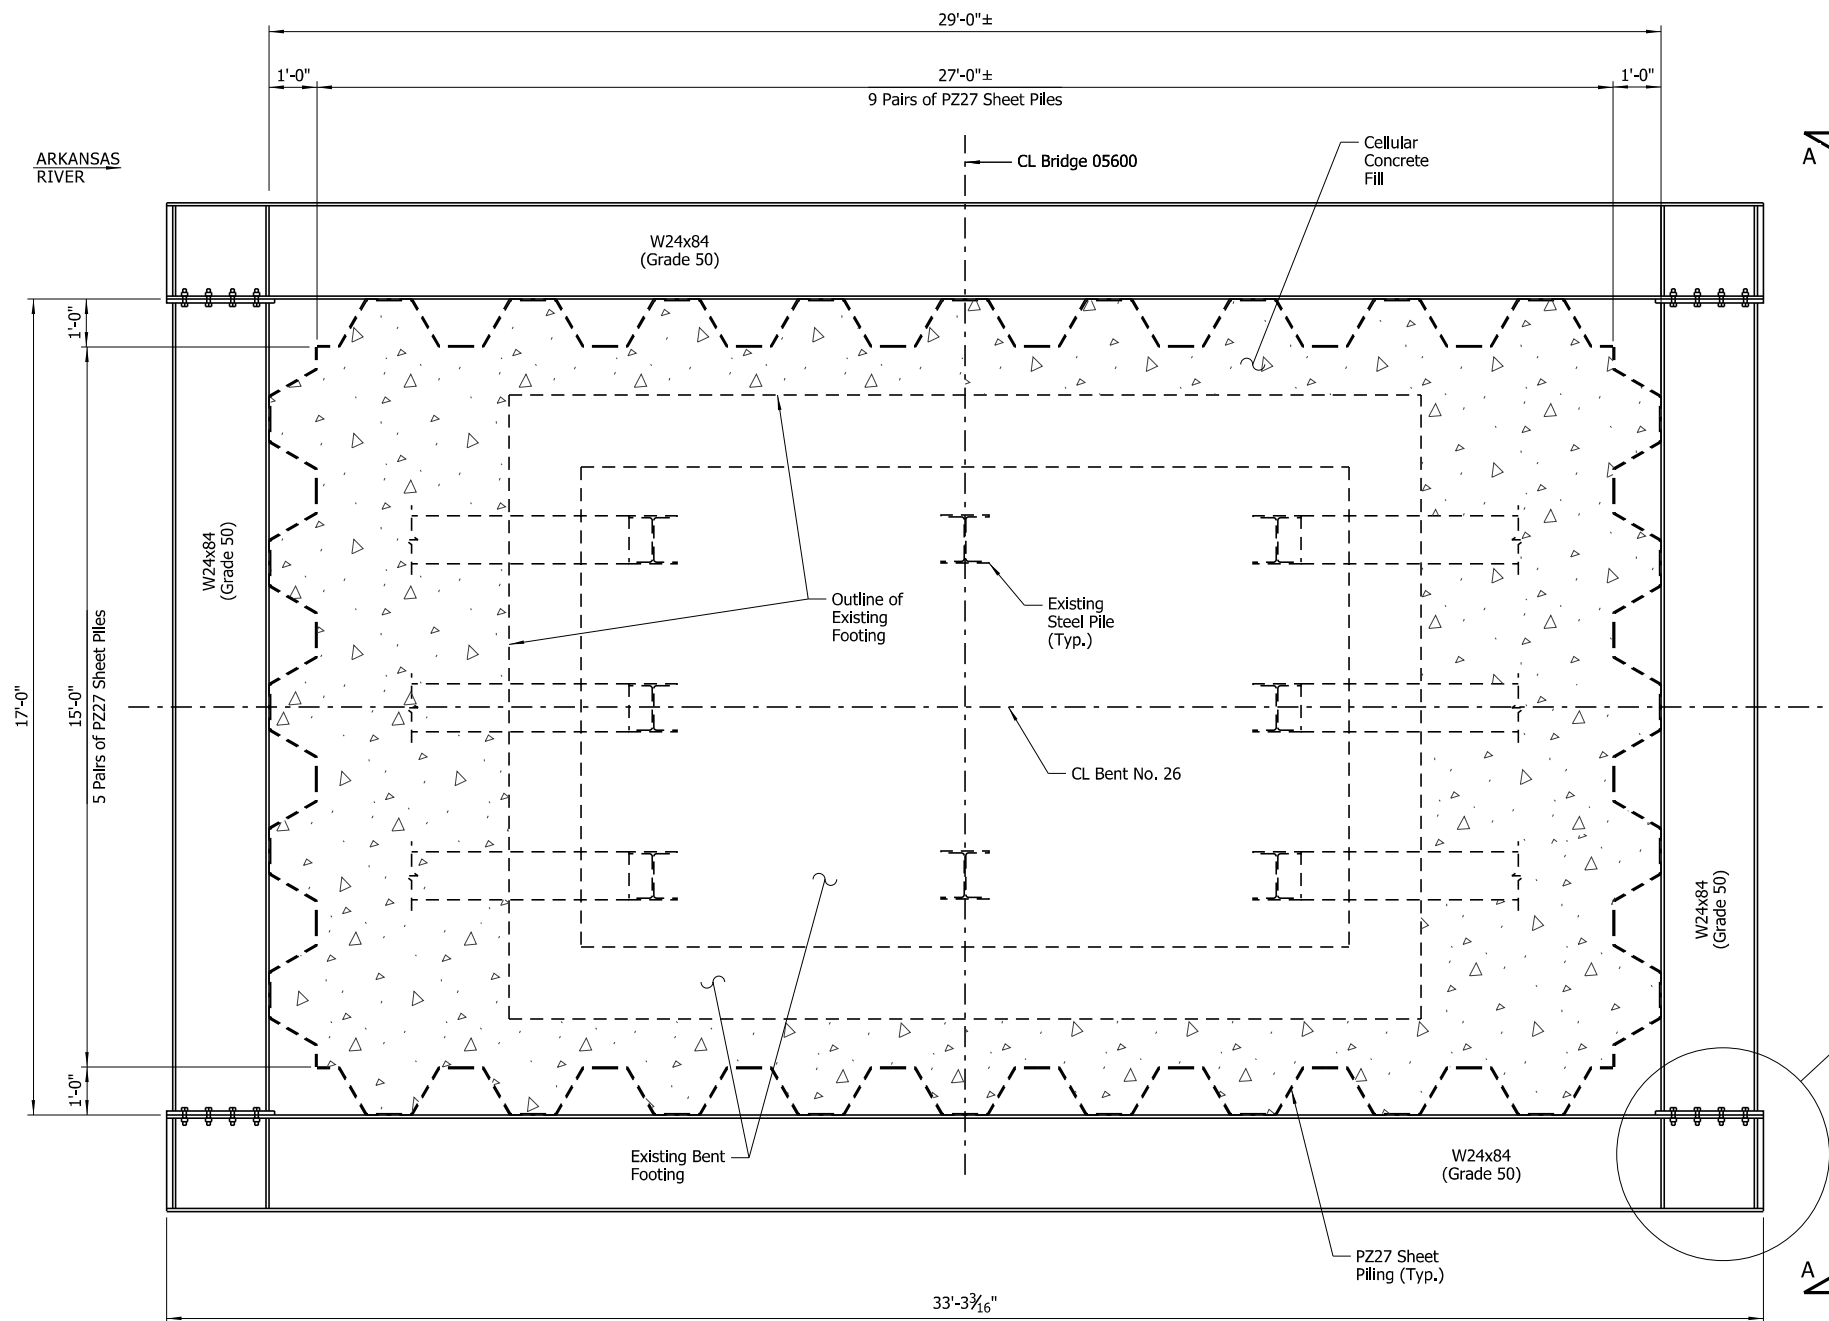 29'-0"±
1'-0"
27'-0"±
1'-0"
9 Pairs of PZ27 Sheet Piles
ARKANSAS
RIVER
CL Bridge 05600
Cellular
Concrete
Fill
A
W24x84
(Grade 50)
1'-0"
W24x84
(Grade 50)
Outline of
Existing
Footing
Existing
Steel Pile
(Typ.)
17'-0"
15'-0"
5 Pairs of PZ27 Sheet Piles
CL Bent No. 26
W24x84
(Grade 50)
1'-0"
Existing Bent
Footing
W24x84
(Grade 50)
PZ27 Sheet
Piling (Typ.)
A
33'-3 3/16"